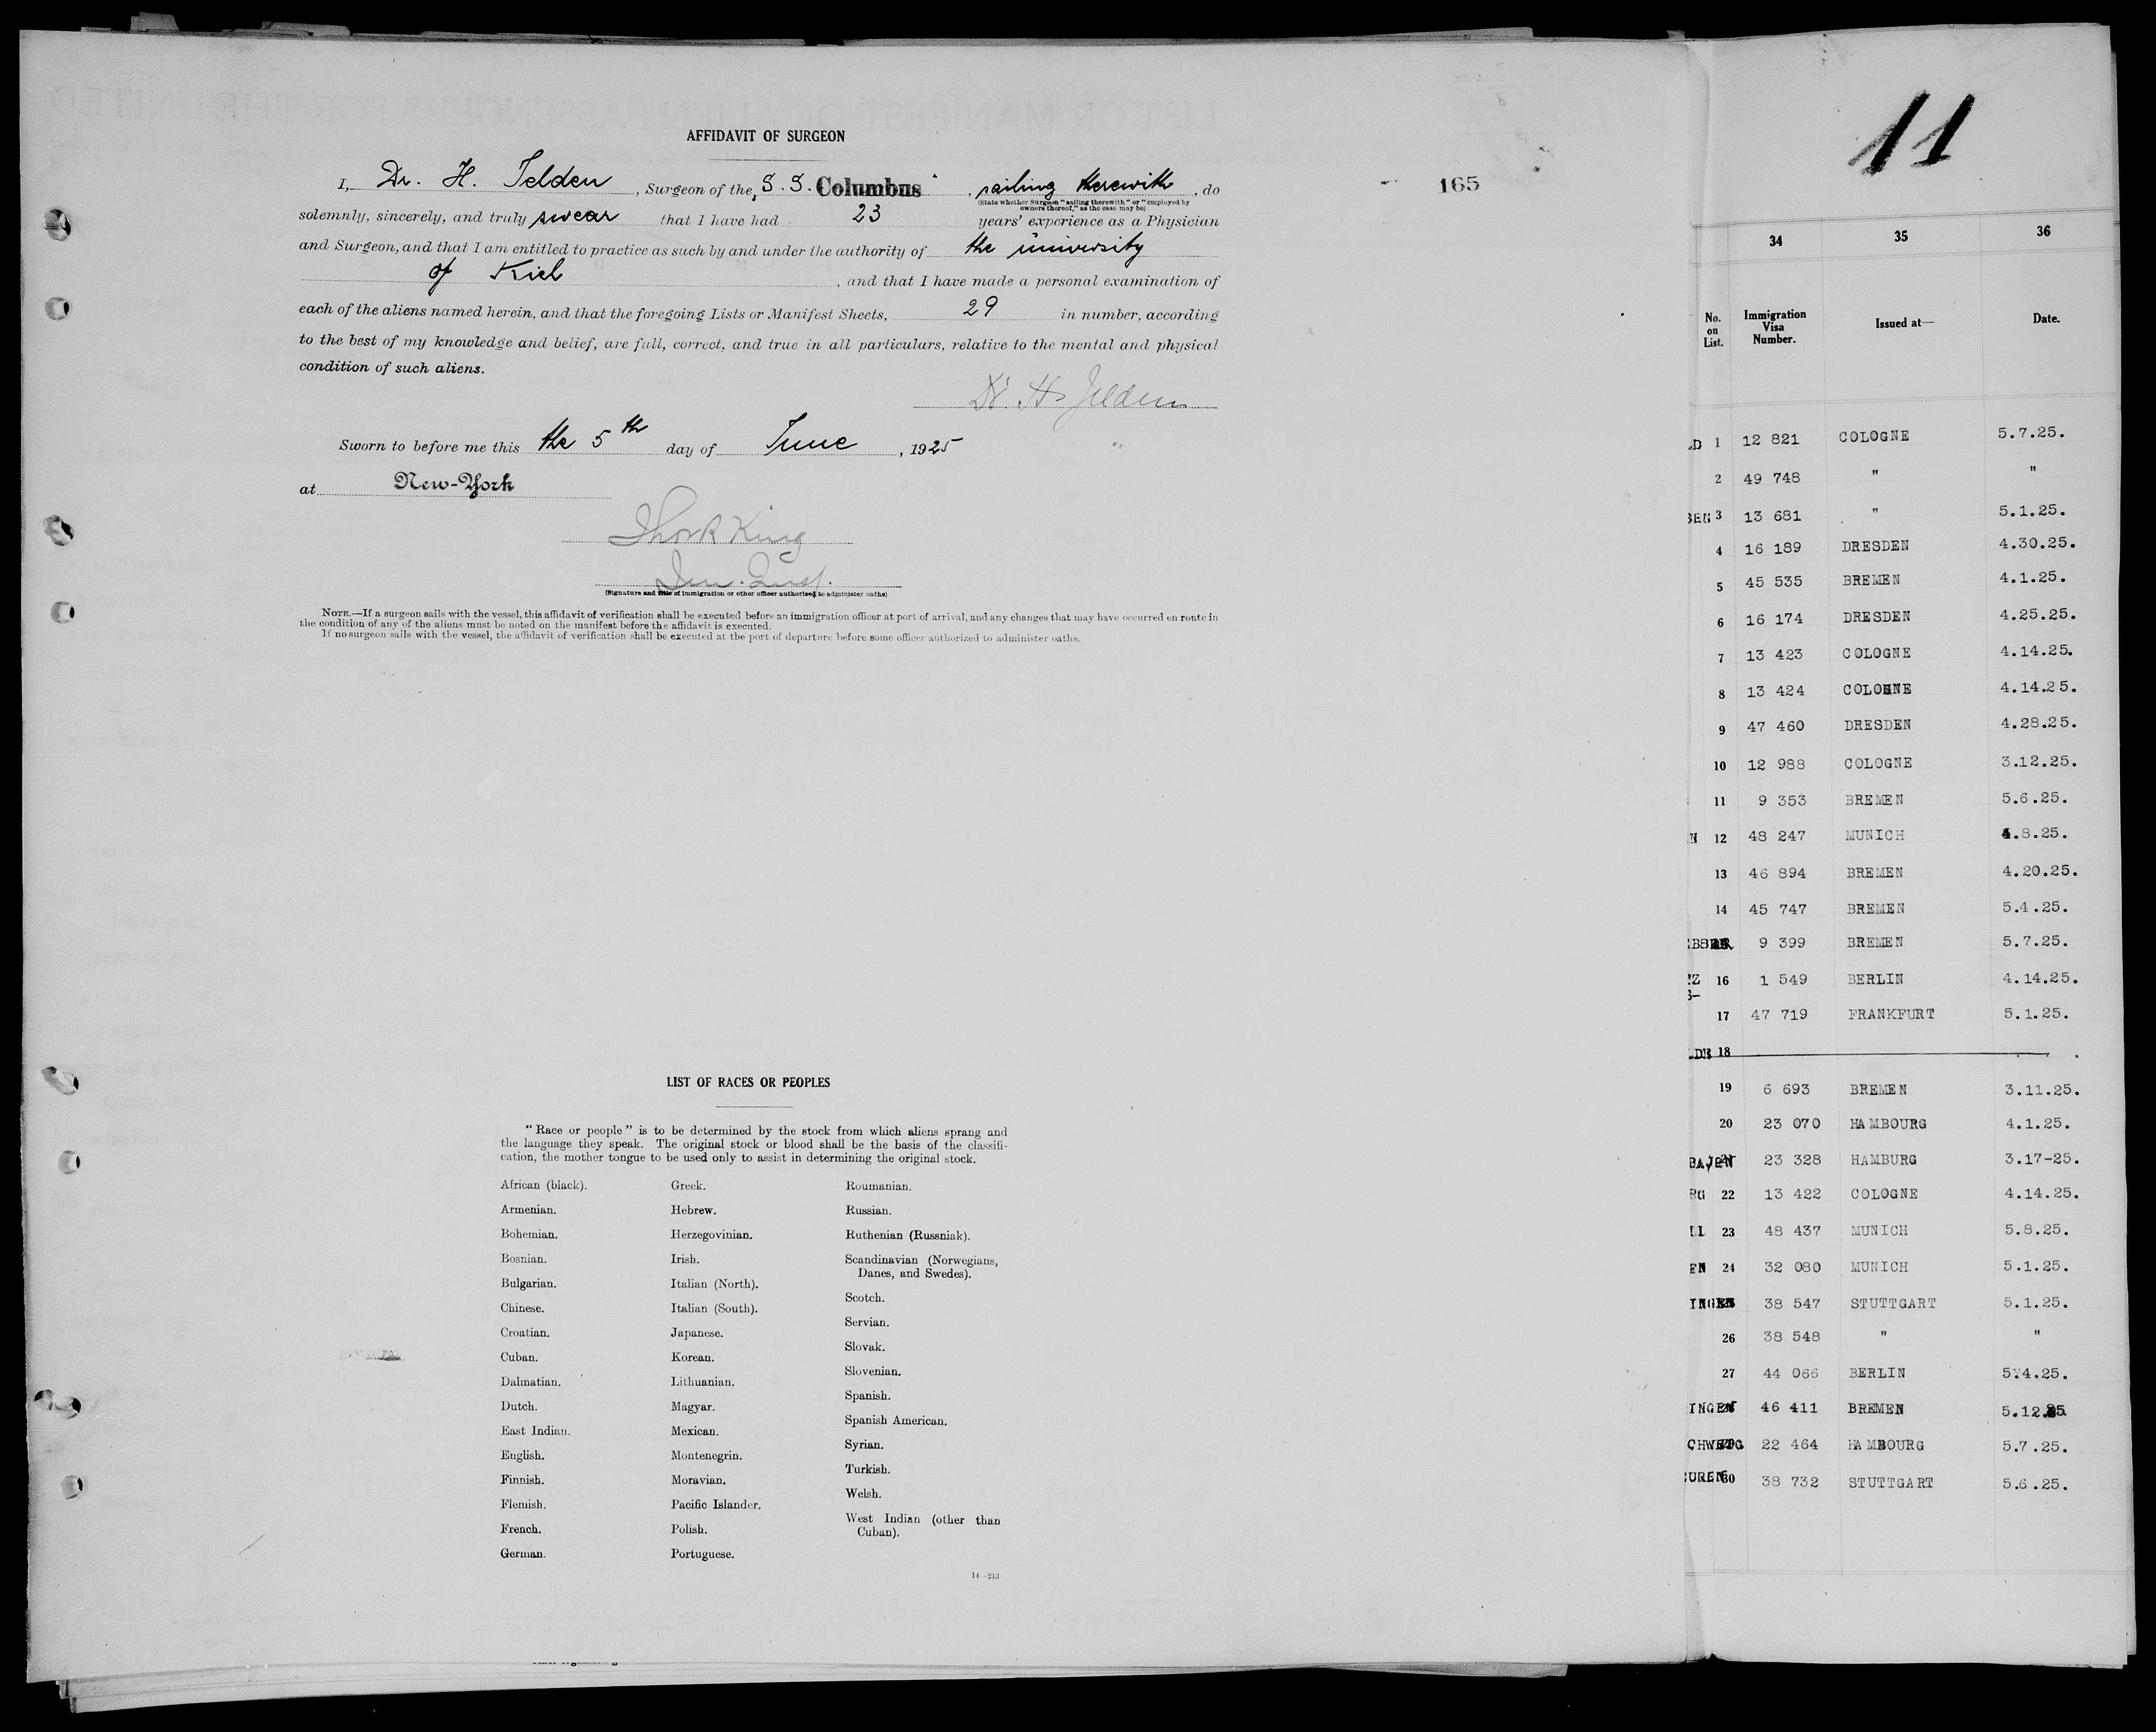 AFFIDAVIT OF SURGEON
I, Dr. H. Jelden, Surgeon of the S. S. Columbus, sailing therewith, do
(State whether Surgeon "sailing therewith" or "employed by
owners thereof," as the case may be)
solemnly, sincerely, and truly swear that I have had 23 years' experience as a Physician
and Surgeon, and that I am entitled to practice as such by and under the authority of the university
of Kiel, and that I have made a personal examination of
each of the aliens named herein, and that the foregoing Lists or Manifest Sheets, 29 in number, according
to the best of my knowledge and belief, are full, correct, and true in all particulars, relative to the mental and physical
condition of such aliens.
Dr. H. Jelden
Sworn to before me this the 5th day of June, 1925
at New-York
King
(Signature and title of immigration or other officer authorised to administer oaths)
NOTE.—If a surgeon sails with the vessel, this affidavit of verification shall be executed before an immigration officer at port of arrival, and any changes that may have occurred en route in
the condition of any of the aliens must be noted on the manifest before the affidavit is executed.
If no surgeon sails with the vessel, the affidavit of verification shall be executed at the port of departure before some officer authorized to administer oaths.
165
LIST OF RACES OR PEOPLES
"Race or people" is to be determined by the stock from which aliens sprang and
the language they speak. The original stock or blood shall be the basis of the classifi-
cation, the mother tongue to be used only to assist in determining the original stock.
African (black).
Armenian.
Bohemian.
Bosnian.
Bulgarian.
Chinese.
Croatian.
Cuban.
Dalmatian.
Dutch.
East Indian.
English.
Finnish.
Flemish.
French.
German.
Greek.
Hebrew.
Herzegovinian.
Irish.
Italian (North).
Italian (South).
Japanese.
Korean.
Lithuanian.
Magyar.
Mexican.
Montenegrin.
Moravian.
Pacific Islander.
Polish.
Portuguese.
Roumanian.
Russian.
Ruthenian (Russniak).
Scandinavian (Norwegians,
Danes, and Swedes).
Scotch.
Servian.
Slovak.
Slovenian.
Spanish.
Spanish American.
Syrian.
Turkish.
Welsh.
West Indian (other than
Cuban).
14—213
11
34 35 36
No. on List. Immigration Visa Number. Issued at— Date.
LD 1 12 821 COLOGNE 5.7.25.
2 49 748 " "
SEN 3 13 681 " 5.1.25.
4 16 189 DRESDEN 4.30.25.
5 45 535 BREMEN 4.1.25.
6 16 174 DRESDEN 4.25.25.
7 13 423 COLOGNE 4.14.25.
8 13 424 COLOGNE 4.14.25.
9 47 460 DRESDEN 4.28.25.
10 12 988 COLOGNE 3.12.25.
11 9 353 BREMEN 5.6.25.
N 12 48 247 MUNICH 4.8.25.
13 46 894 BREMEN 4.20.25.
14 45 747 BREMEN 5.4.25.
9 399 BREMEN 5.7.25.
16 1 549 BERLIN 4.14.25.
17 47 719 FRANKFURT 5.1.25.
18
19 6 693 BREMEN 3.11.25.
20 23 070 HAMBOURG 4.1.25.
23 328 HAMBURG 3.17-25.
RG 22 13 422 COLOGNE 4.14.25.
23 48 437 MUNICH 5.8.25.
EN 24 32 080 MUNICH 5.1.25.
38 547 STUTTGART 5.1.25.
26 38 548 " "
27 44 066 BERLIN 5.4.25.
INGEN 46 411 BREMEN 5.12.25
22 464 HAMBOURG 5.7.25.
UREN 30 38 732 STUTTGART 5.6.25.